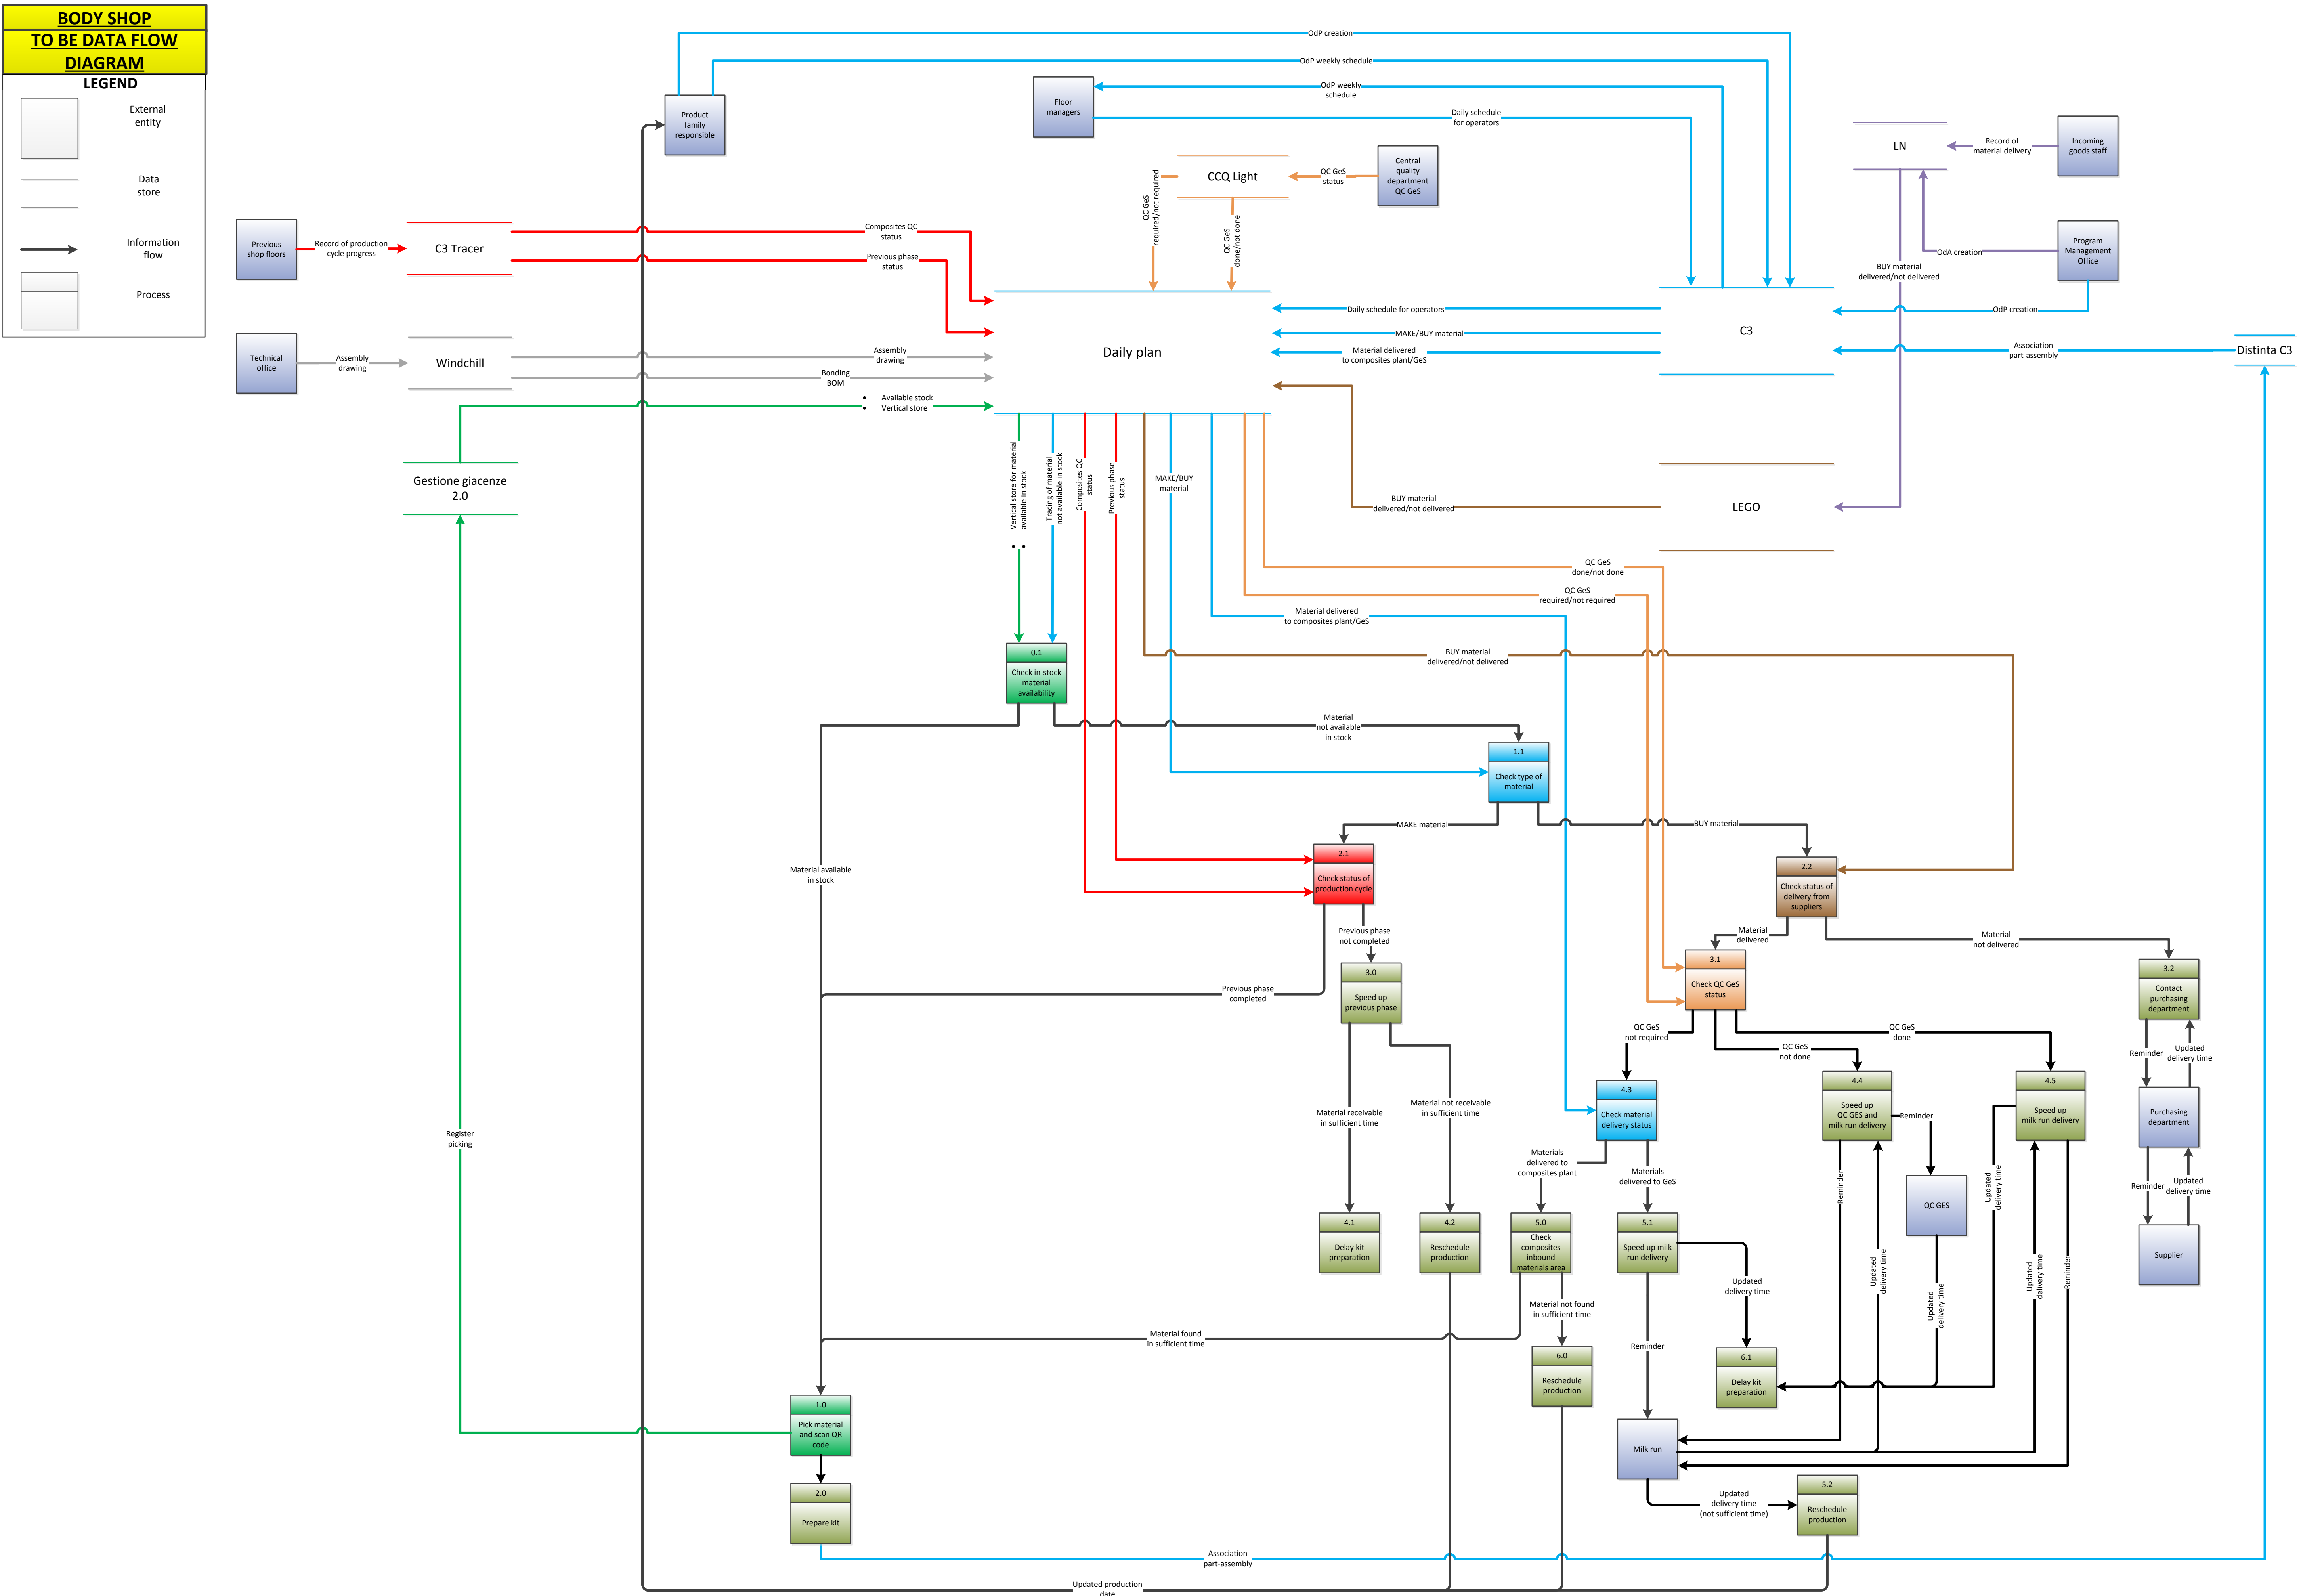 BODY SHOP
TO BE DATA FLOW
DIAGRAM
LEGEND
External
entity
Data
store
Information
flow
Process
OdP creation
OdP weekly schedule
OdP weekly
schedule
Daily schedule
for operators
Product
family
responsible
Floor
managers
Central
quality
department
QC GeS
QC GeS
status
CCQ Light
QC GeS
required/not required
QC GeS
done/not done
LN
Record of
material delivery
Incoming
goods staff
Program
Management
Office
OdA creation
BUY material
delivered/not delivered
OdP creation
Previous
shop floors
Record of production
cycle progress
C3 Tracer
Composites QC
status
Previous phase
status
Technical
office
Assembly
drawing
Windchill
Assembly
drawing
Bonding
BOM
• Available stock
• Vertical store
Daily plan
Daily schedule for operators
MAKE/BUY material
Material delivered
to composites plant/GeS
C3
Association
part-assembly
Distinta C3
Gestione giacenze
2.0
LEGO
BUY material
delivered/not delivered
Vertical store for material
available in stock
Tracing of material
not available in stock
Composites QC
status
Previous phase
status
MAKE/BUY
material
QC GeS
done/not done
QC GeS
required/not required
Material delivered
to composites plant/GeS
BUY material
delivered/not delivered
0.1
Check in-stock
material
availability
Material
not available
in stock
1.1
Check type of
material
MAKE material
BUY material
2.1
Check status of
production cycle
2.2
Check status of
delivery from
suppliers
Material available
in stock
Previous phase
not completed
Previous phase
completed
3.0
Speed up
previous phase
Material
delivered
Material
not delivered
3.1
Check QC GeS
status
3.2
Contact
purchasing
department
QC GeS
not required
QC GeS
not done
QC GeS
done
Reminder
Updated
delivery time
4.3
Check material
delivery status
4.4
Speed up
QC GES and
milk run delivery
4.5
Speed up
milk run delivery
Purchasing
department
Reminder
Updated
delivery time
Supplier
Register
picking
Material receivable
in sufficient time
Material not receivable
in sufficient time
Materials
delivered to
composites plant
Materials
delivered to GeS
Reminder
QC GES
Reminder
Updated
delivery time
Updated
delivery time
Updated
delivery time
Updated
delivery time
Reminder
4.1
Delay kit
preparation
4.2
Reschedule
production
5.0
Check
composites
inbound
materials area
5.1
Speed up milk
run delivery
Updated
delivery time
Material not found
in sufficient time
Material found
in sufficient time
Reminder
6.0
Reschedule
production
6.1
Delay kit
preparation
1.0
Pick material
and scan QR
code
Milk run
2.0
Prepare kit
Updated
delivery time
(not sufficient time)
5.2
Reschedule
production
Association
part-assembly
Updated production
date